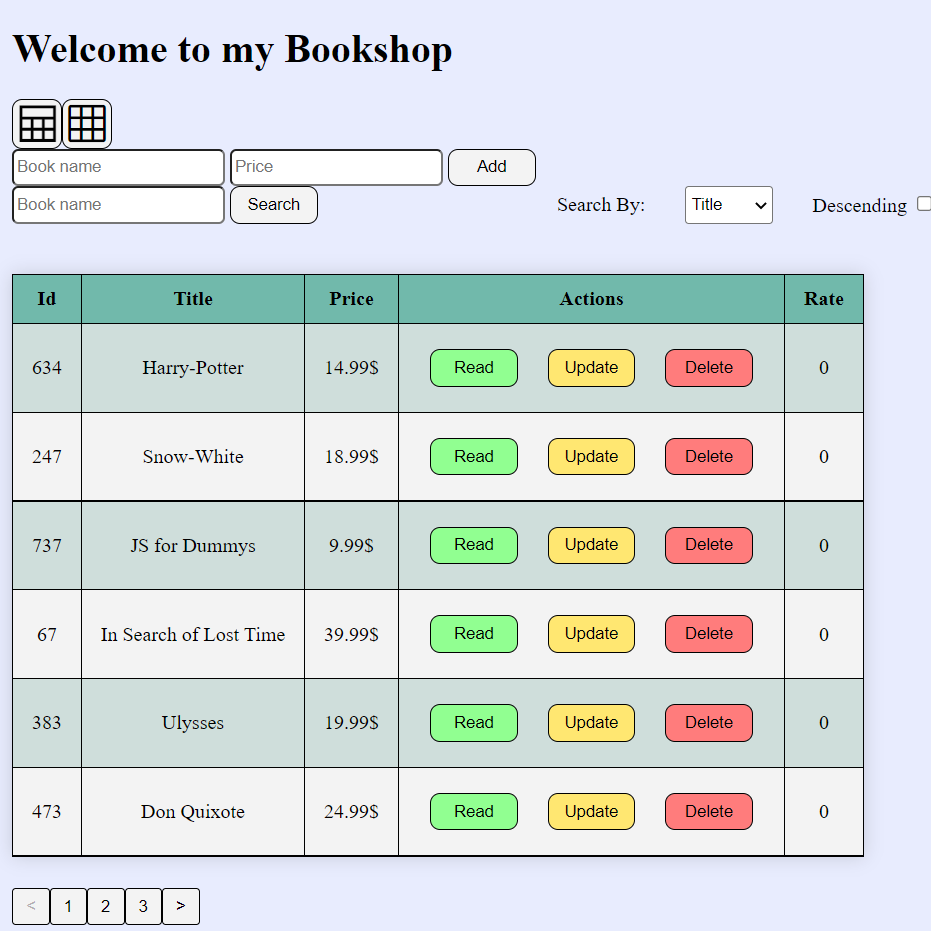 Welcome to my Bookshop
Book name Price Add
Book name Search Search By: Title Descending
Id Title Price Actions Rate
634 Harry-Potter 14.99$ Read Update Delete 0
247 Snow-White 18.99$ Read Update Delete 0
737 JS for Dummys 9.99$ Read Update Delete 0
67 In Search of Lost Time 39.99$ Read Update Delete 0
383 Ulysses 19.99$ Read Update Delete 0
473 Don Quixote 24.99$ Read Update Delete 0
< 1 2 3 >